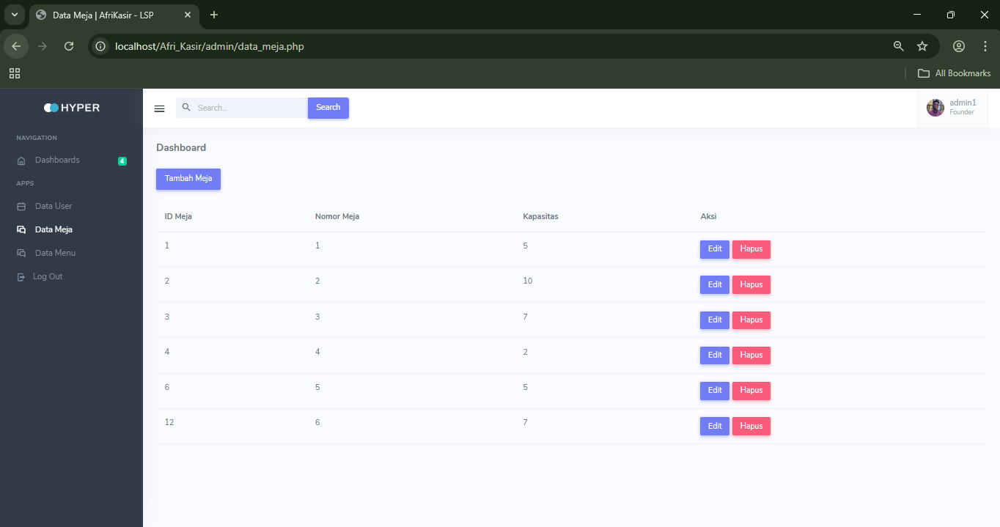 Data Meja | AfriKasir - LSP
localhost/Afri_Kasir/admin/data_meja.php
All Bookmarks
HYPER
Search...
Search
admin1
Founder
NAVIGATION
Dashboards
4
APPS
Data User
Data Meja
Data Menu
Log Out
Dashboard
Tambah Meja
ID Meja Nomor Meja Kapasitas Aksi
1 1 5 Edit Hapus
2 2 10 Edit Hapus
3 3 7 Edit Hapus
4 4 2 Edit Hapus
6 5 5 Edit Hapus
12 6 7 Edit Hapus